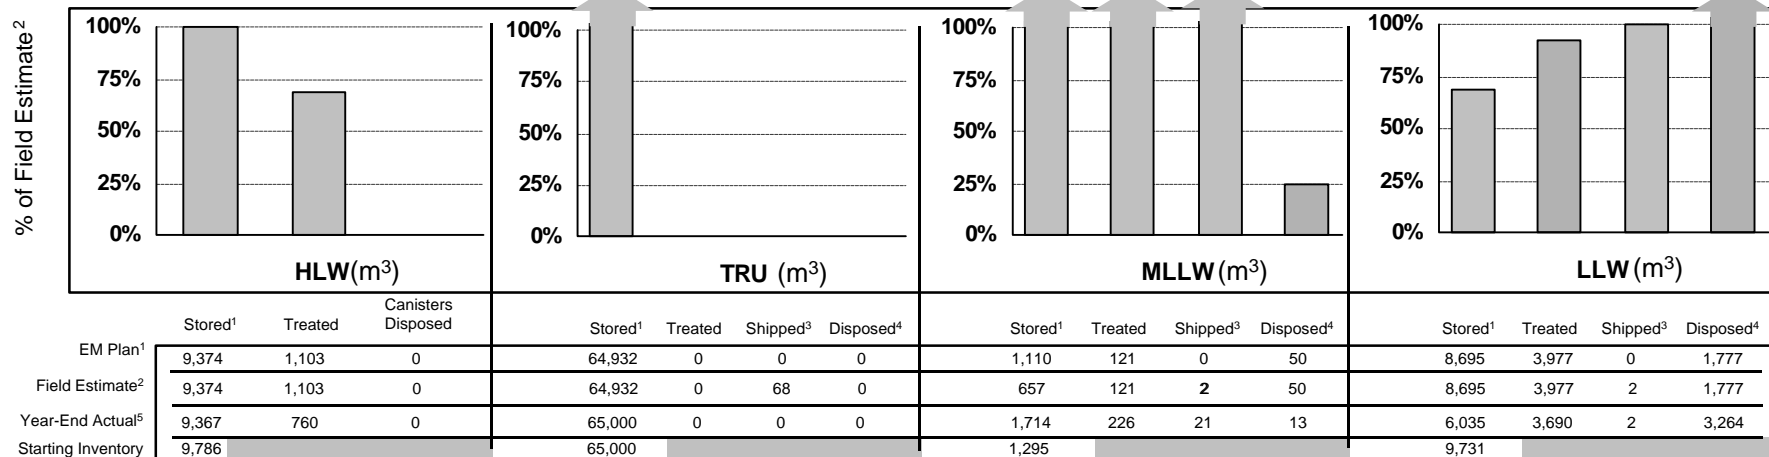 % of Field Estimate²
100%
75%
50%
25%
0%
HLW(m³)
100%
75%
50%
25%
0%
TRU (m³)
100%
75%
50%
25%
0%
MLLW(m³)
100%
75%
50%
25%
0%
LLW (m³)
Stored¹ Treated Canisters Disposed Stored¹ Treated Shipped³ Disposed⁴ Stored¹ Treated Shipped³ Disposed⁴ Stored¹ Treated Shipped³ Disposed⁴
EM Plan¹ 9,374 1,103 0 64,932 0 0 0 1,110 121 0 50 8,695 3,977 0 1,777
Field Estimate² 9,374 1,103 0 64,932 0 68 0 657 121 2 50 8,695 3,977 2 1,777
Year-End Actual⁵ 9,367 760 0 65,000 0 0 0 1,714 226 21 13 6,035 3,690 2 3,264
Starting Inventory 9,786 65,000 1,295 9,731